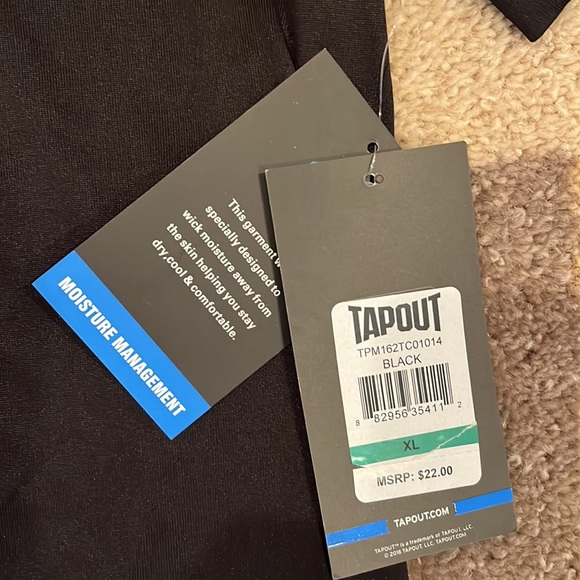 This garment
specially designed to
wick moisture away from
the skin helping you stay
dry,cool & comfortable.
MOISTURE MANAGEMENT
TAPOUT
TPM162TC01014
BLACK
8 82956 35411 2
XL
MSRP: $22.00
TAPOUT.COM
TAPOUT™ is a trademark of TAPOUT, LLC.
© 2016 TAPOUT, LLC. TAPOUT.COM